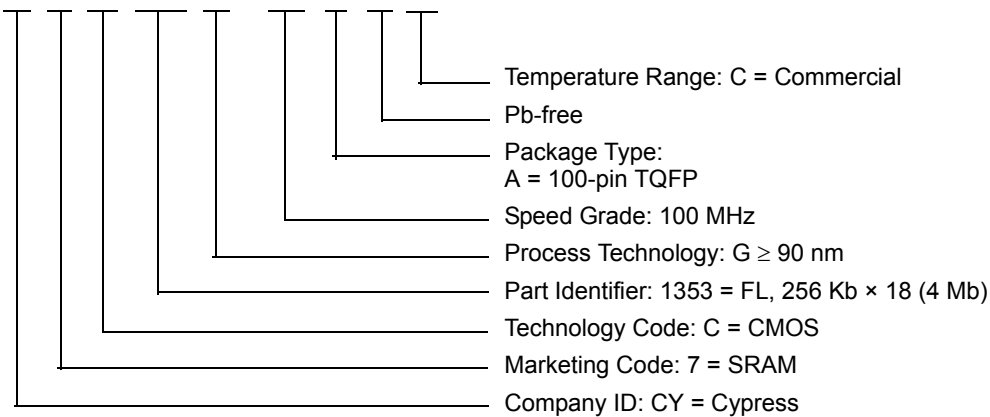 Temperature Range: C = Commercial
Pb-free
Package Type:
A = 100-pin TQFP
Speed Grade: 100 MHz
Process Technology: G ≥ 90 nm
Part Identifier: 1353 = FL, 256 Kb × 18 (4 Mb)
Technology Code: C = CMOS
Marketing Code: 7 = SRAM
Company ID: CY = Cypress